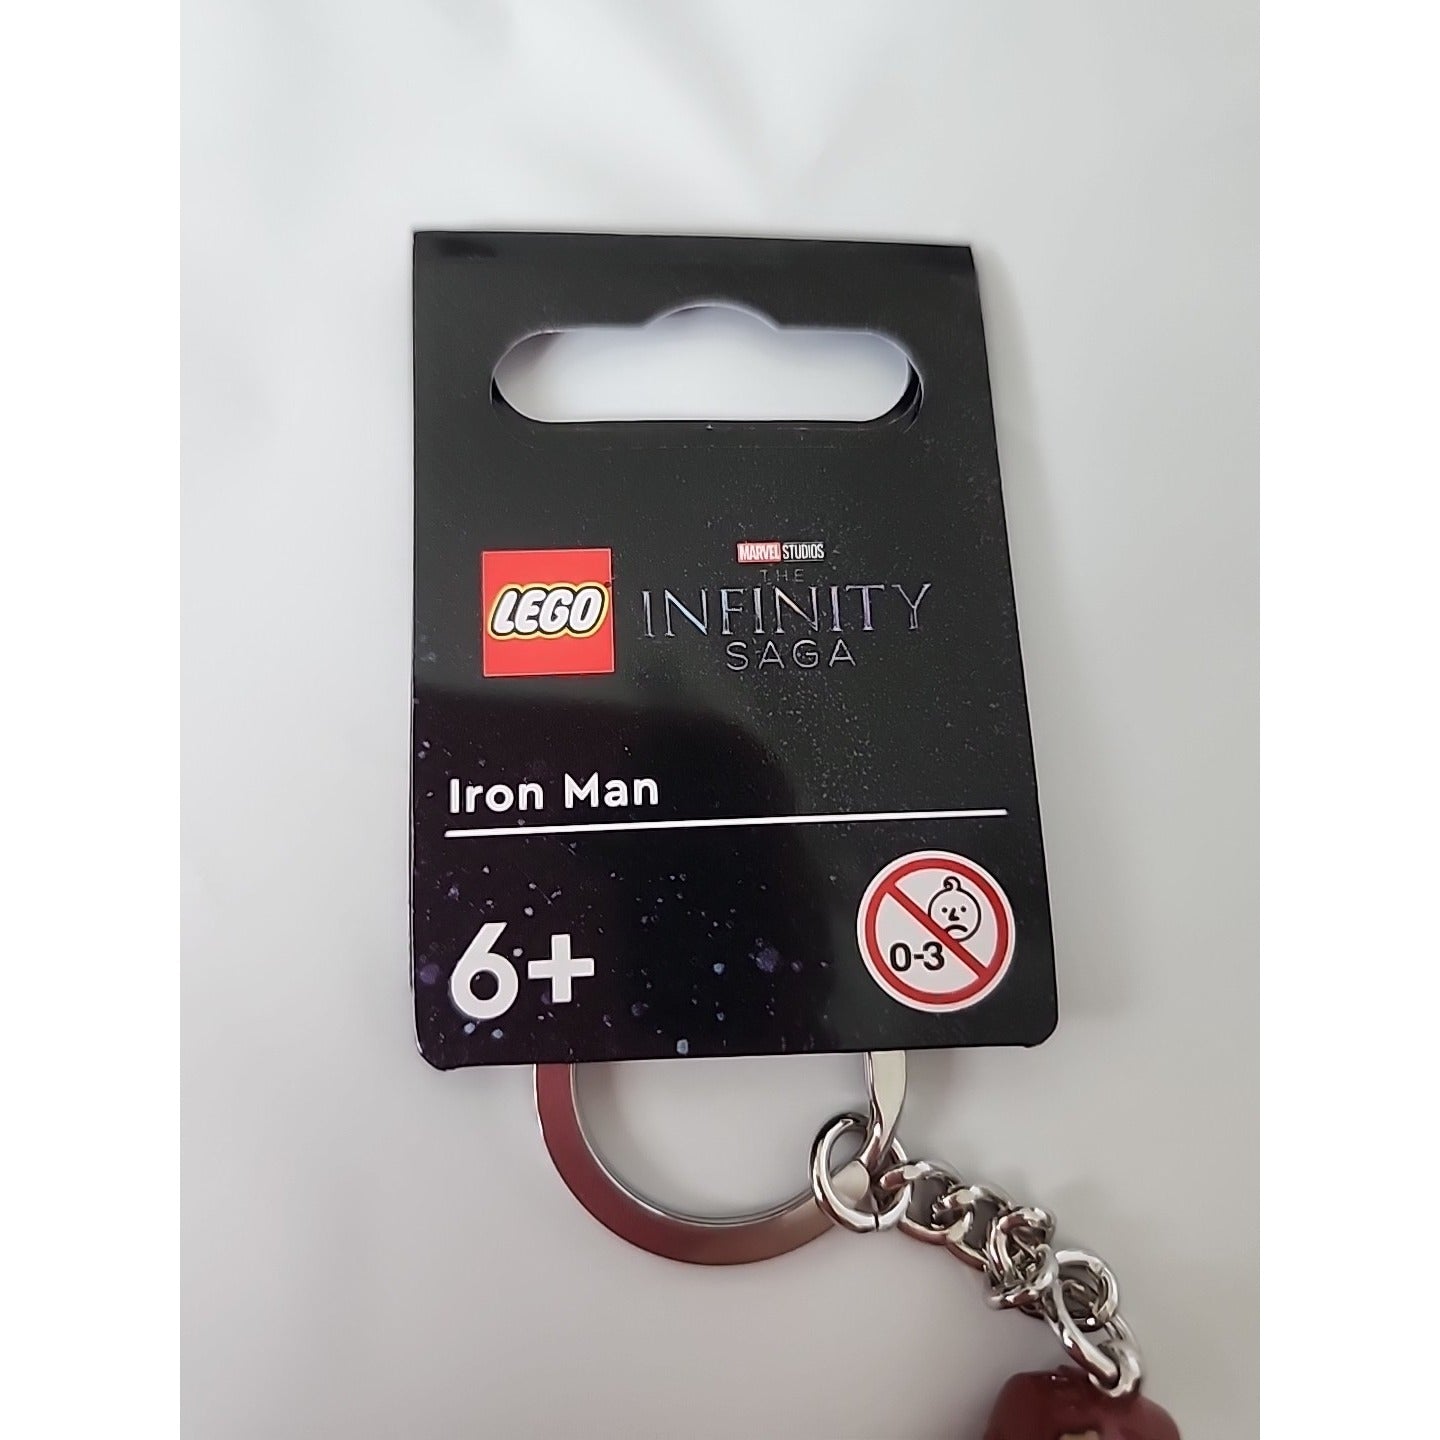 LEGO
MARVEL STUDIOS
THE
INFINITY
SAGA
Iron Man
6+
0-3